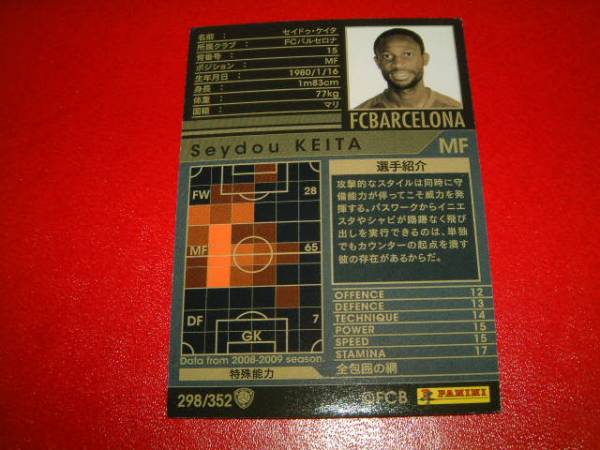 名前： セイドゥ・ケイタ
所属クラブ： FCバルセロナ
背番号： 15
ポジション： MF
生年月日： 1980/1/16
身長： 1m83cm
体重： 77kg
国籍： マリ
FCBARCELONA
Seydou KEITA MF
選手紹介
攻撃的なスタイルは同時に守
備能力が伴ってこそ威力を発
揮する。パスワークからイニエ
スタやシャビが躊躇なく飛び
出しを実行できるのは、単独
でもカウンターの起点を潰す
彼の存在があるからだ。
FW 28
MF 65
DF 7
GK
Data from 2008-2009 season.
特殊能力
OFFENCE 12
DEFENCE 13
TECHNIQUE 14
POWER 15
SPEED 15
STAMINA 17
全包囲の網
298/352
©FCB
PANINI